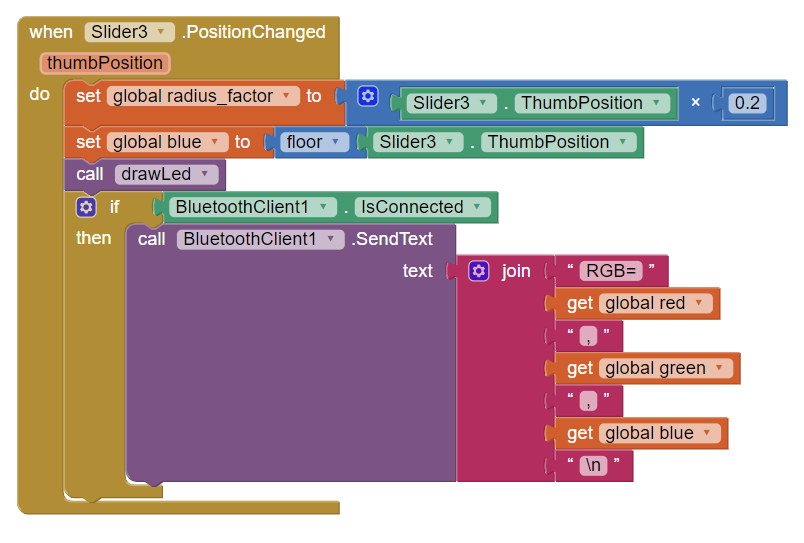 when Slider3 .PositionChanged
thumbPosition
do set global radius_factor to Slider3 . ThumbPosition × 0.2
set global blue to floor Slider3 . ThumbPosition
call drawLed
if BluetoothClient1 . IsConnected
then call BluetoothClient1 .SendText
text join “ RGB= ”
get global red
“ , ”
get global green
“ , ”
get global blue
“ \n ”